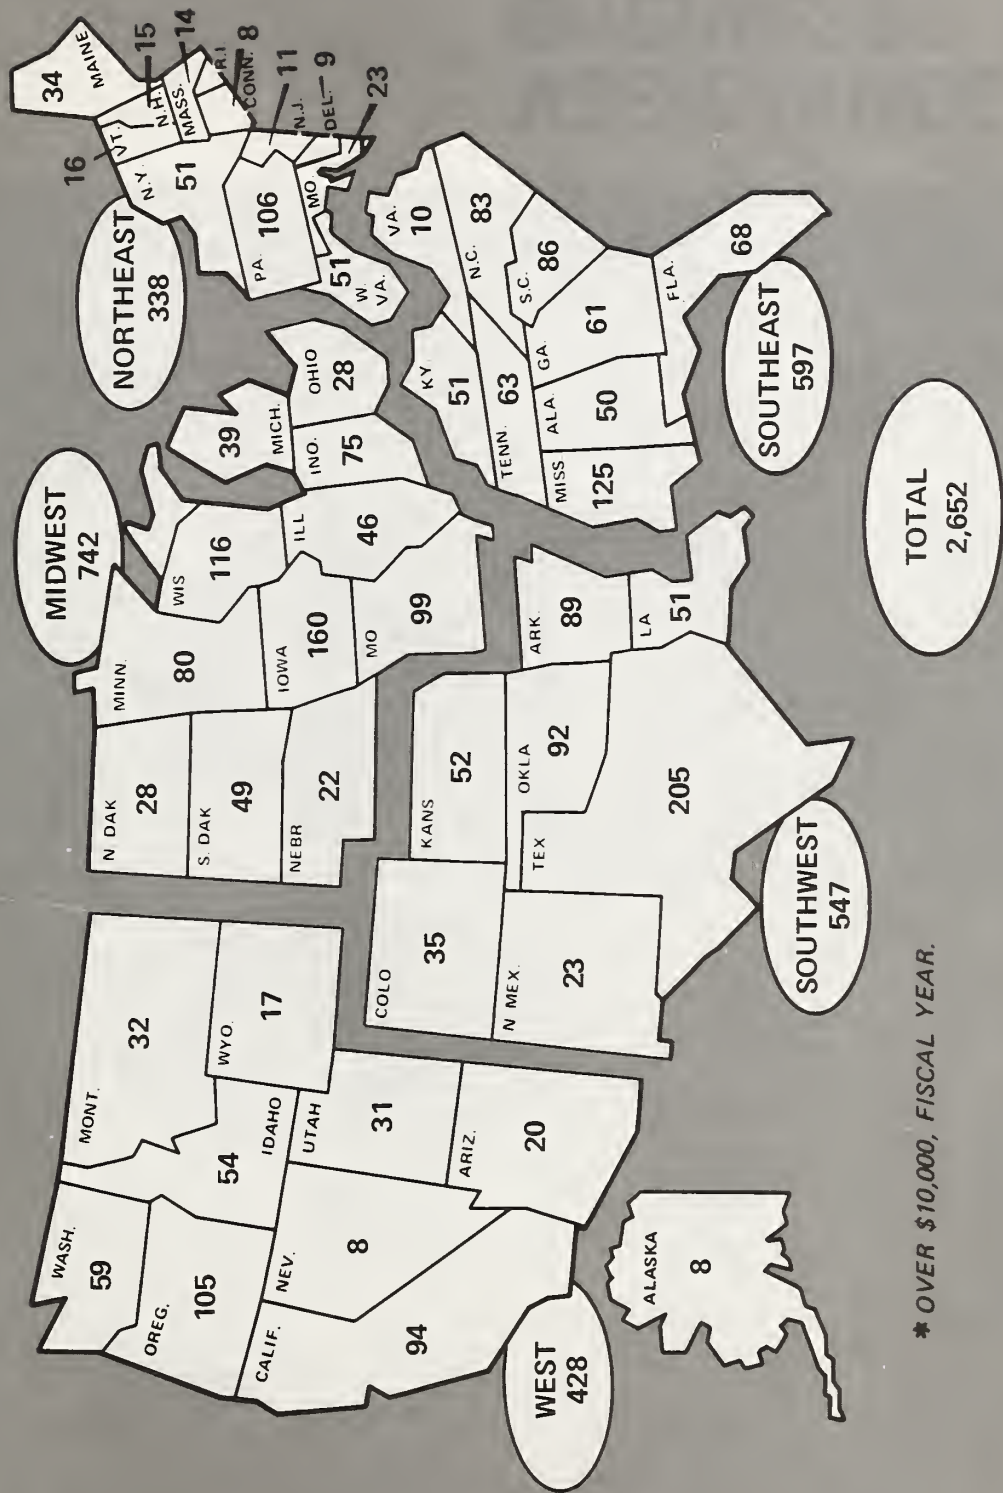 WASH.
59
OREG.
105
CALIF.
94
NEV.
8
IDAHO
54
MONT.
32
WYO.
17
UTAH
31
ARIZ.
20
WEST
428
ALASKA
8
N DAK
28
S. DAK
49
NEBR
22
MINN.
80
IOWA
160
MO
99
WIS
116
ILL
46
MICH.
39
INO.
75
OHIO
28
MIDWEST
742
COLO
35
N MEX.
23
KANS
52
OKLA
92
TEX
205
ARK.
89
LA
51
SOUTHWEST
547
KY.
51
TENN.
63
MISS
125
ALA.
50
GA.
61
FLA.
68
S.C.
86
N.C.
83
VA.
10
SOUTHEAST
597
NORTHEAST
338
MAINE
34
N.H.
15
VT.
16
MASS.
14
R.I.
CONN.
8
N.Y.
51
N.J.
11
PA.
106
DEL.
9
MO.
23
W.
VA.
51
TOTAL
2,652
* OVER $10,000, FISCAL YEAR.